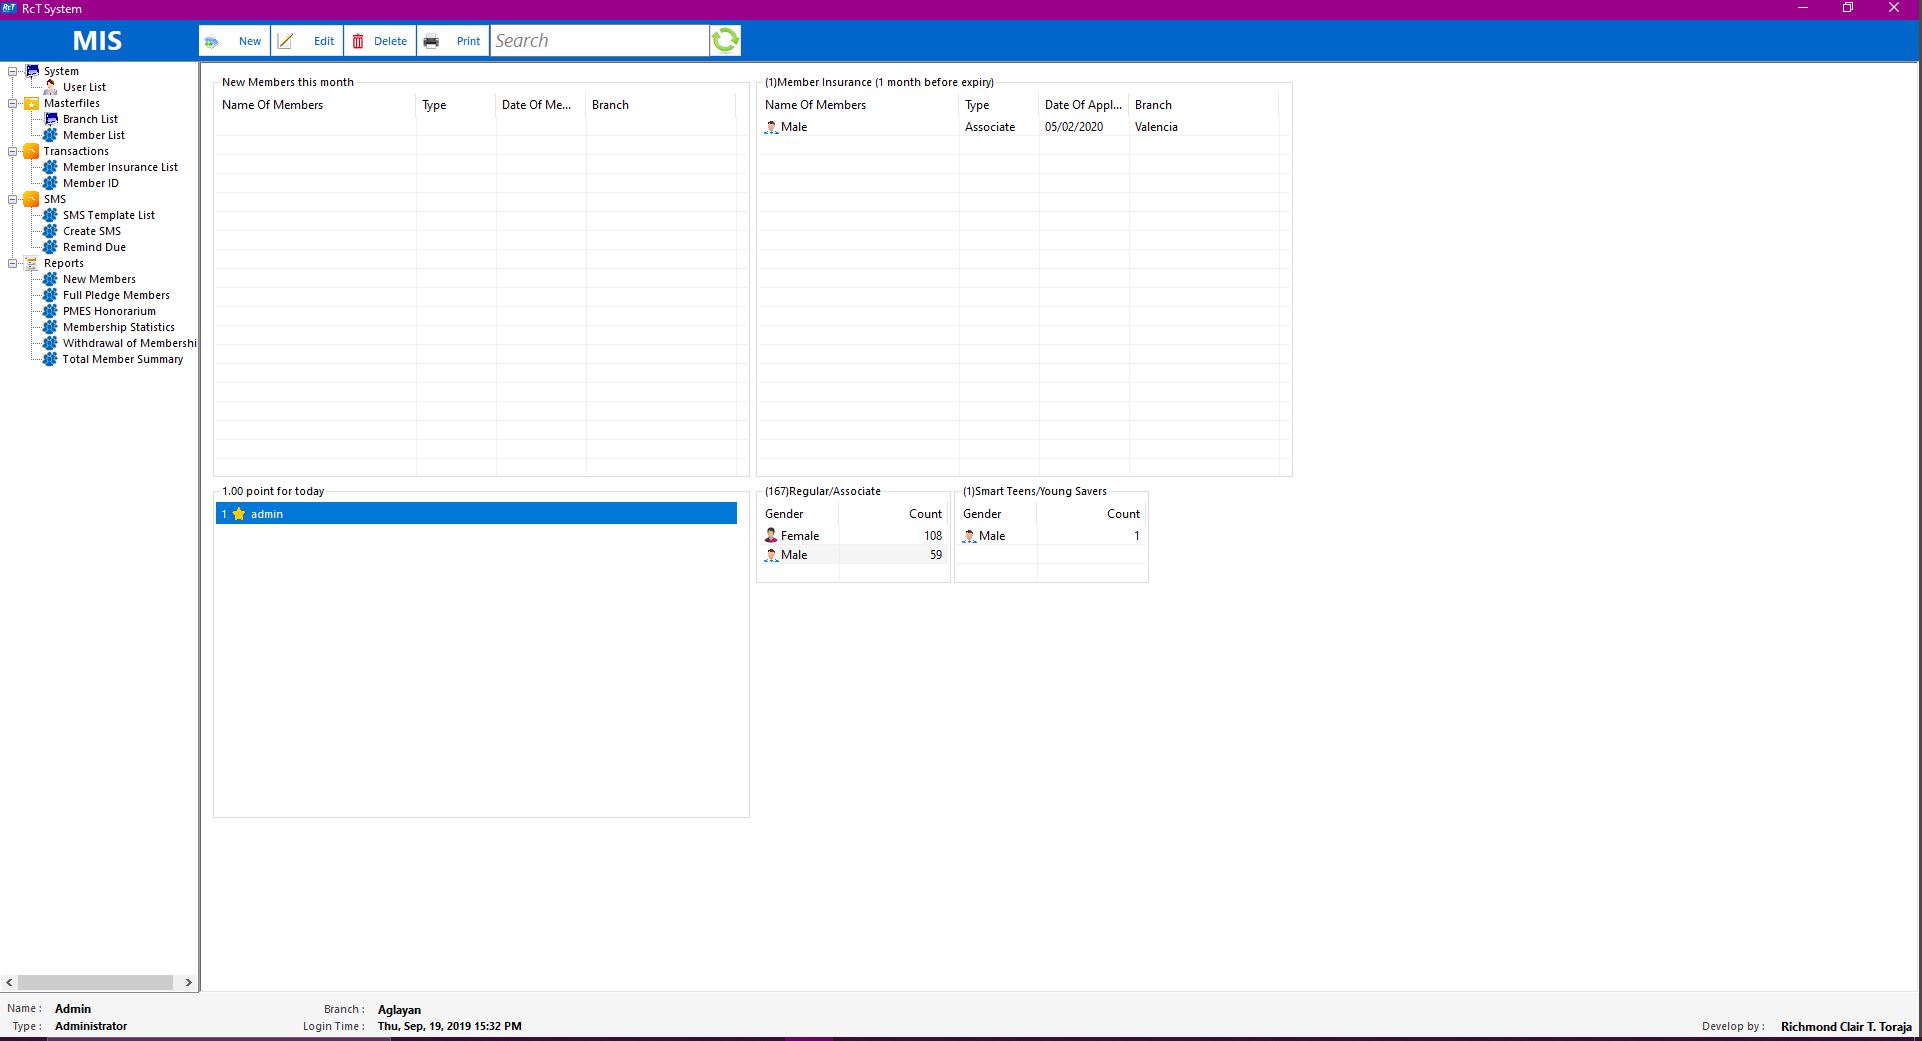 RcT RcT System
MIS
New Edit Delete Print Search
System
User List
Masterfiles
Branch List
Member List
Transactions
Member Insurance List
Member ID
SMS
SMS Template List
Create SMS
Remind Due
Reports
New Members
Full Pledge Members
PMES Honorarium
Membership Statistics
Withdrawal of Membershi
Total Member Summary
New Members this month
Name Of Members Type Date Of Me... Branch
(1)Member Insurance (1 month before expiry)
Name Of Members Type Date Of Appl... Branch
Male Associate 05/02/2020 Valencia
1.00 point for today
1 admin
(167)Regular/Associate
Gender Count
Female 108
Male 59
(1)Smart Teens/Young Savers
Gender Count
Male 1
Name : Admin Branch : Aglayan
Type : Administrator Login Time : Thu, Sep, 19, 2019 15:32 PM
Develop by : Richmond Clair T. Toraja